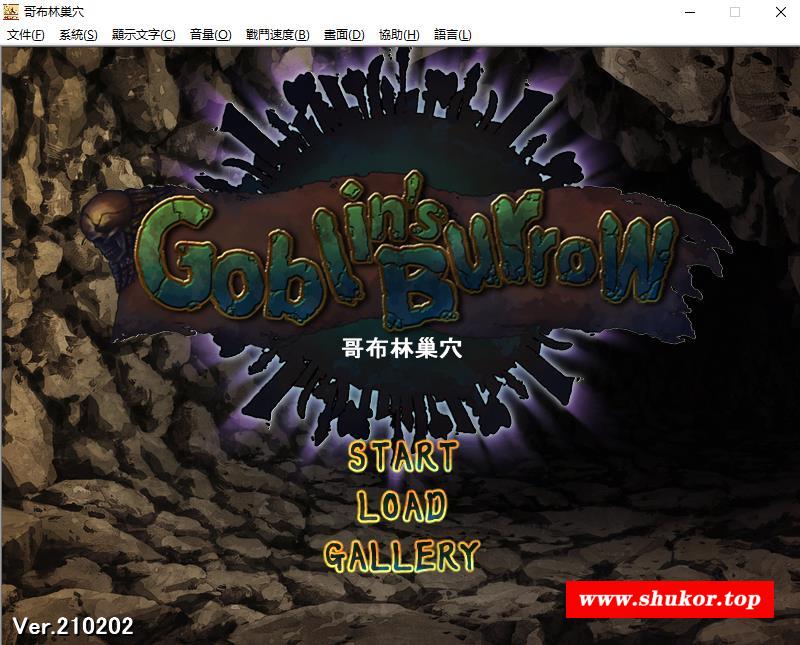 哥布林巢穴
文件(F) 系統(S) 顯示文字(C) 音量(O) 戰鬥速度(B) 畫面(D) 協助(H) 語言(L)
Goblin's Burrow
哥布林巢穴
START
LOAD
GALLERY
www.shukor.top
Ver.210202